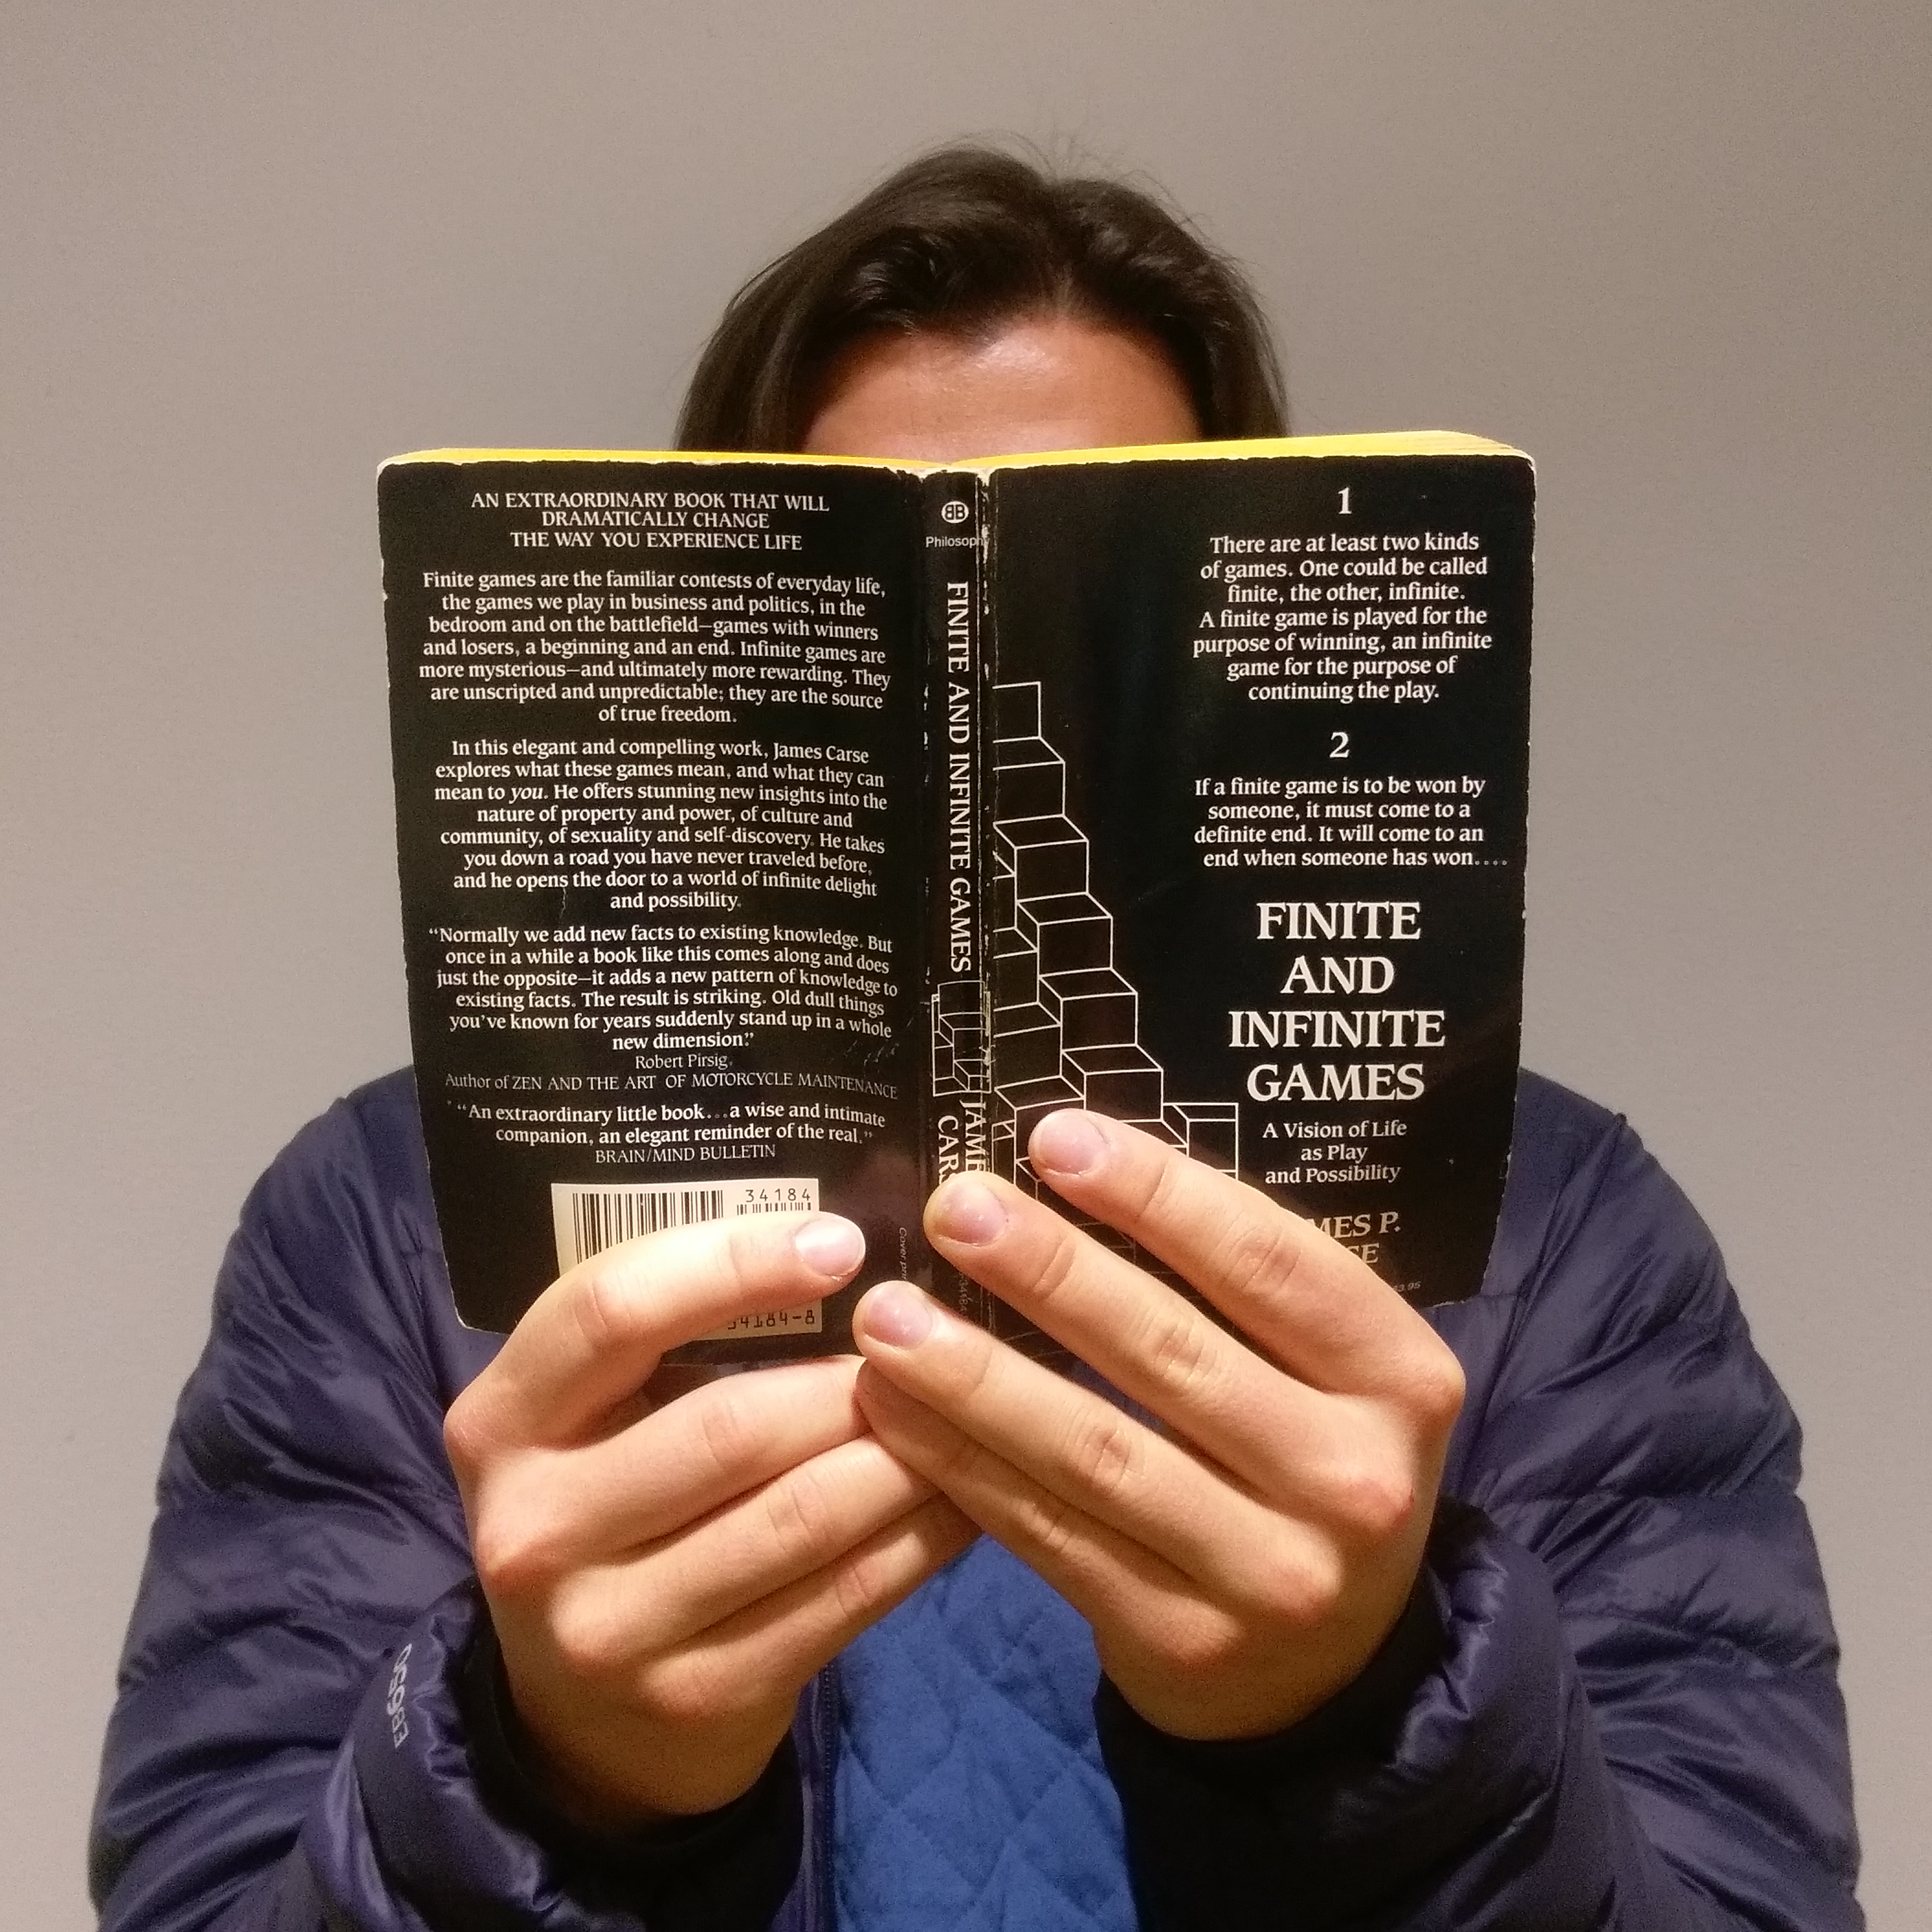 AN EXTRAORDINARY BOOK THAT WILL
DRAMATICALLY CHANGE
THE WAY YOU EXPERIENCE LIFE
Finite games are the familiar contests of everyday life,
the games we play in business and politics, in the
bedroom and on the battlefield—games with winners
and losers, a beginning and an end. Infinite games are
more mysterious—and ultimately more rewarding. They
are unscripted and unpredictable; they are the source
of true freedom.
In this elegant and compelling work, James Carse
explores what these games mean, and what they can
mean to you. He offers stunning new insights into the
nature of property and power, of culture and
community, of sexuality and self-discovery. He takes
you down a road you have never traveled before,
and he opens the door to a world of infinite delight
and possibility.
“Normally we add new facts to existing knowledge. But
once in a while a book like this comes along and does
just the opposite—it adds a new pattern of knowledge to
existing facts. The result is striking. Old dull things
you’ve known for years suddenly stand up in a whole
new dimension.”
Robert Pirsig,
Author of ZEN AND THE ART OF MOTORCYCLE MAINTENANCE
“An extraordinary little book...a wise and intimate
companion, an elegant reminder of the real.”
BRAIN/MIND BULLETIN
34184
34184-8
BB
Philosophy
FINITE AND INFINITE GAMES
JAME
CARS
1
There are at least two kinds
of games. One could be called
finite, the other, infinite.
A finite game is played for the
purpose of winning, an infinite
game for the purpose of
continuing the play.
2
If a finite game is to be won by
someone, it must come to a
definite end. It will come to an
end when someone has won....
FINITE
AND
INFINITE
GAMES
A Vision of Life
as Play
and Possibility
MES P.
SE